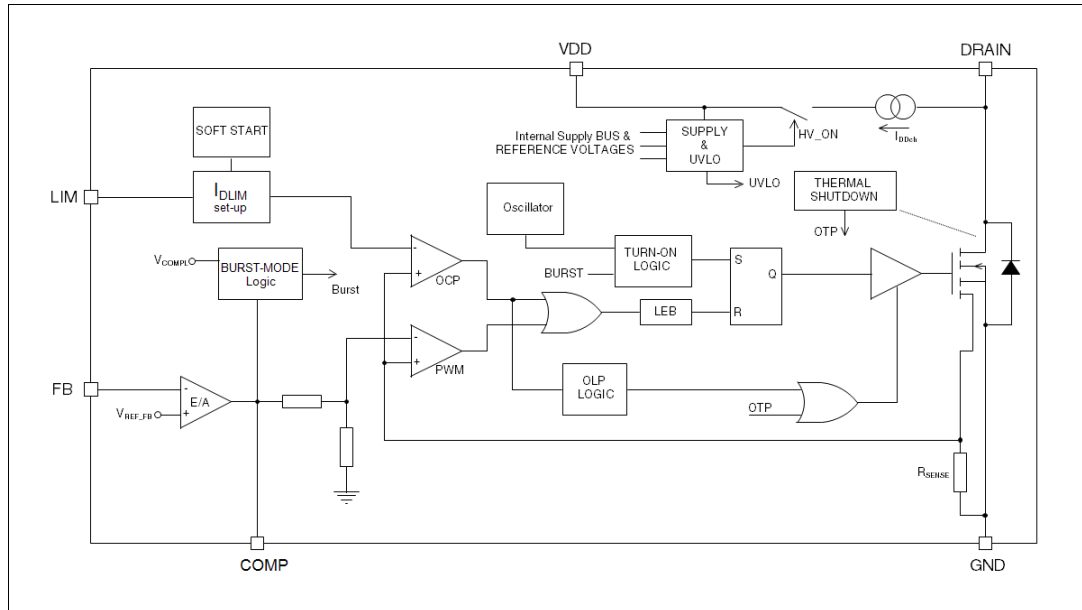 VDD
DRAIN
SOFT START
Internal Supply BUS &
REFERENCE VOLTAGES
SUPPLY
&
UVLO
HV_ON
IDDch
UVLO
LIM
IDLIM
set-up
Oscillator
THERMAL
SHUTDOWN
OTP
VCOMPL
BURST-MODE
Logic
Burst
-
+
OCP
TURN-ON
LOGIC
BURST
S
Q
R
LEB
-
+
PWM
FB
-
E/A
+
VREF_FB
OLP
LOGIC
OTP
RSENSE
COMP
GND